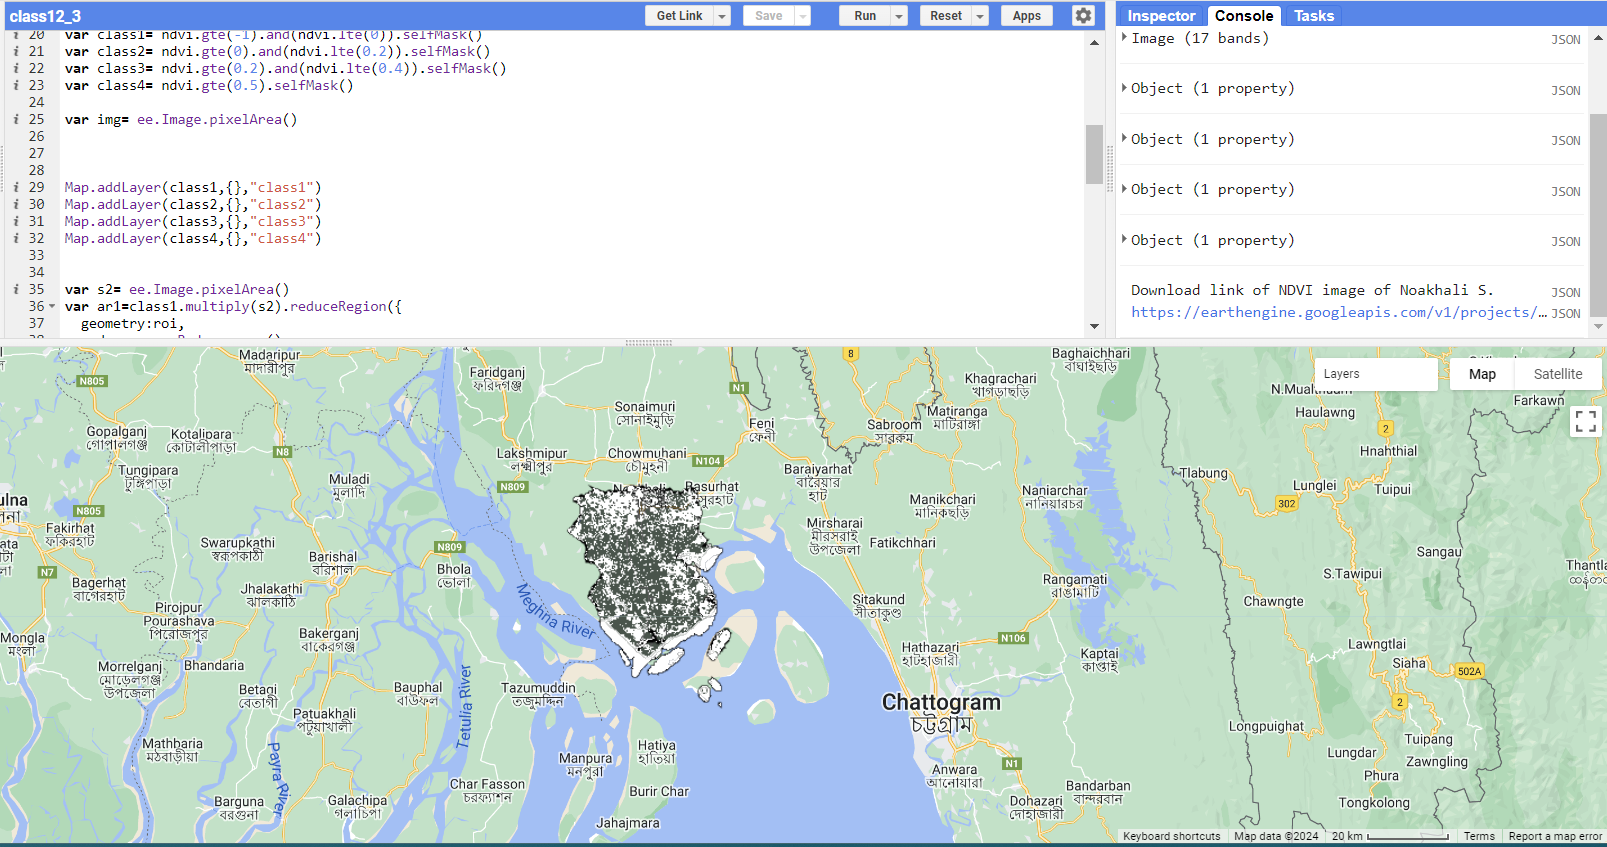 class12_3
Get Link
Save
Run
Reset
Apps
20 var class1= ndvi.gte(-1).and(ndvi.lte(0)).selfMask()
21 var class2= ndvi.gte(0).and(ndvi.lte(0.2)).selfMask()
22 var class3= ndvi.gte(0.2).and(ndvi.lte(0.4)).selfMask()
23 var class4= ndvi.gte(0.5).selfMask()
24
25 var img= ee.Image.pixelArea()
26
27
28
29 Map.addLayer(class1,{},"class1")
30 Map.addLayer(class2,{},"class2")
31 Map.addLayer(class3,{},"class3")
32 Map.addLayer(class4,{},"class4")
33
34
35 var s2= ee.Image.pixelArea()
36 var ar1=class1.multiply(s2).reduceRegion({
37 geometry:roi,
Inspector
Console
Tasks
Image (17 bands) JSON
Object (1 property) JSON
Object (1 property) JSON
Object (1 property) JSON
Object (1 property) JSON
Download link of NDVI image of Noakhali S. JSON
https://earthengine.googleapis.com/v1/projects/… JSON
Layers
Map
Satellite
Madaripur
মাদারীপুর
N805
Gopalganj
গোপালগঞ্জ
Kotalipara
কোটালীপাড়া
N8
Tungipara
টুঙ্গিপাড়া
Muladi
মুলাদি
ulna
N805
Fakirhat
ফকিরহাট
N7
Bagerhat
বাগেরহাট
Swarupkathi
স্বরূপকাঠী
Barishal
বরিশাল
Jhalakathi
ঝালকাঠি
Pirojpur
Pourashava
পিরোজপুর
Bakerganj
বাকেরগঞ্জ
Mongla
মংলা
Morrelganj
মোড়েলগঞ্জ
উপজেলা
Bhandaria
Betagi
বেতাগী
Patuakhali
পটুয়াখালী
Mathbaria
মঠবাড়ীয়া
Payra River
Barguna
বরগুনা
Galachipa
গলাচিপা
Bauphal
বাউফল
Tetulia River
Char Fasson
চরফ্যাশন
N809
Bhola
ভোলা
Faridganj
ফরিদগঞ্জ
Lakshmipur
লক্ষ্মীপুর
N809
Sonaimuri
সোনাইমুড়ি
Chowmuhani
চৌমুহনী
N104
N1
Feni
ফেনী
Basurhat
Meghna River
Tazumuddin
তজুমদ্দিন
Manpura
মনপুরা
Hatiya
হাতিয়া
Burir Char
Jahajmara
8
Sabroom
সাবরুম
Matiranga
মাটিরাঙ্গা
Khagrachari
খাগড়াছড়ি
Baghaichhari
বাঘাইছড়ি
Baraiyarhat
বারৈয়ার
হাট
Mirsharai
মীরসরাই
উপজেলা
Manikchari
মানিকছড়ি
Fatikchhari
Naniarchar
নানিয়ারচর
Rangamati
রাঙামাটি
Sitakund
সীতাকুণ্ড
Hathazari
হাটহাজারী
N106
Kaptai
কাপ্তাই
Chattogram
চট্টগ্রাম
Anwara
আনোয়ারা
N1
Dohazari
দোহাজারী
Bandarban
বান্দরবান
Haulawng
Farkawn
2
Hnahthial
Tlabung
Lunglei
Tuipui
302
Sangau
S.Tawipui
Chawngte
Lawngtlai
Siaha
502A
2
Longpuighat
Tuipang
Lungdar
Zawngling
Phura
Tongkolong
Keyboard shortcuts
Map data ©2024
20 km
Terms
Report a map error